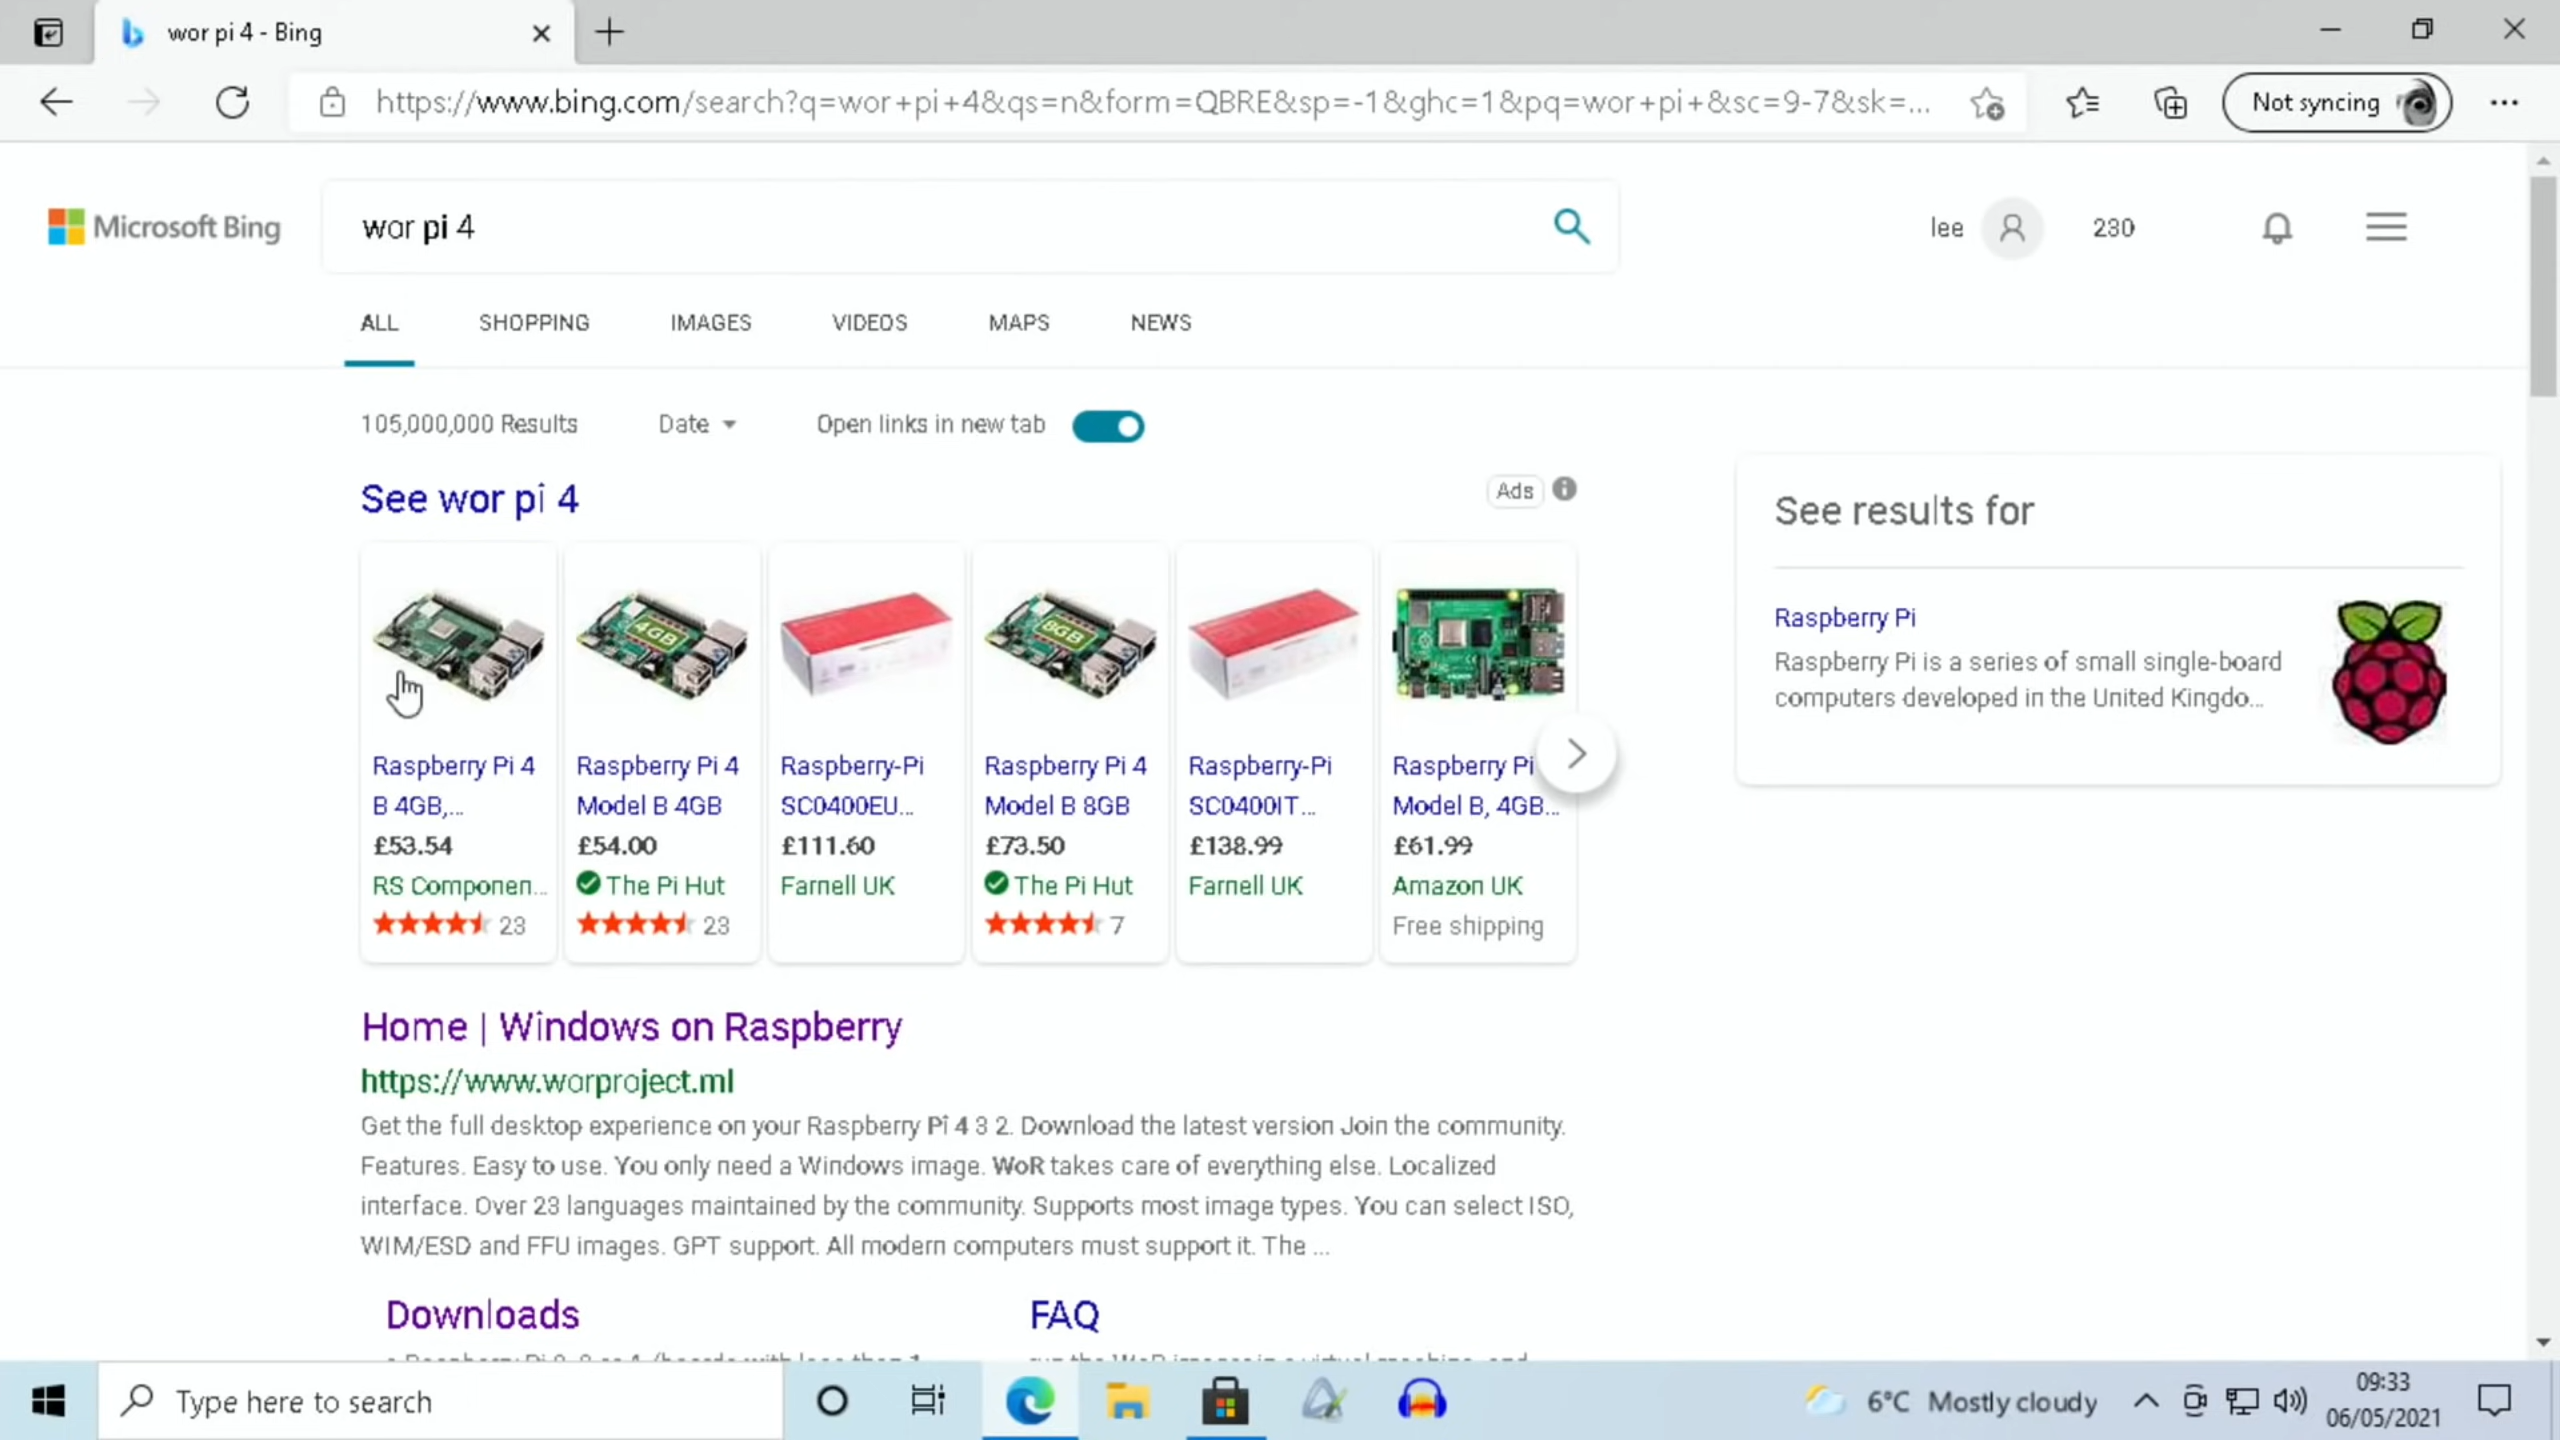 wor pi 4 - Bing
https://www.bing.com/search?q=wor+pi+4&qs=n&form=QBRE&sp=-1&ghc=1&pq=wor+pi+&sc=9-7&sk=...
Not syncing
Microsoft Bing
wor pi 4
lee
230
ALL
SHOPPING
IMAGES
VIDEOS
MAPS
NEWS
105,000,000 Results
Date
Open links in new tab
See wor pi 4
Ads
4GB
8GB
Raspberry Pi 4
B 4GB,...
£53.54
RS Componen...
23
Raspberry Pi 4
Model B 4GB
£54.00
The Pi Hut
23
Raspberry-Pi
SC0400EU...
£111.60
Farnell UK
Raspberry Pi 4
Model B 8GB
£73.50
The Pi Hut
7
Raspberry-Pi
SC0400IT...
£138.99
Farnell UK
Raspberry Pi
Model B, 4GB...
£61.99
Amazon UK
Free shipping
See results for
Raspberry Pi
Raspberry Pi is a series of small single-board
computers developed in the United Kingdo...
Home | Windows on Raspberry
https://www.worproject.ml
Get the full desktop experience on your Raspberry Pi 4 3 2. Download the latest version Join the community.
Features. Easy to use. You only need a Windows image. WoR takes care of everything else. Localized
interface. Over 23 languages maintained by the community. Supports most image types. You can select ISO,
WIM/ESD and FFU images. GPT support. All modern computers must support it. The ...
Downloads
FAQ
Type here to search
6°C Mostly cloudy
09:33
06/05/2021